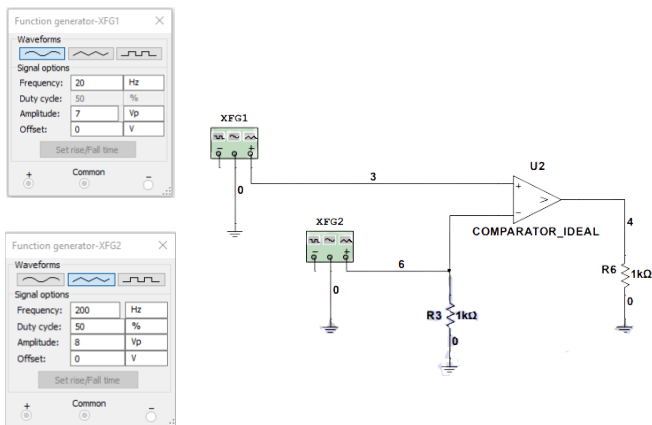 Function generator-XFG1
Waveforms
Signal options
Frequency: 20 Hz
Duty cycle: 50 %
Amplitude: 7 Vp
Offset: 0 V
Set rise/Fall time
+ Common −
Function generator-XFG2
Waveforms
Signal options
Frequency: 200 Hz
Duty cycle: 50 %
Amplitude: 8 Vp
Offset: 0 V
Set rise/Fall time
+ Common −
XFG1
− +
0
3
U2
+
>
−
COMPARATOR_IDEAL
XFG2
− +
0
6
4
R6 1kΩ
0
R3 1kΩ
0